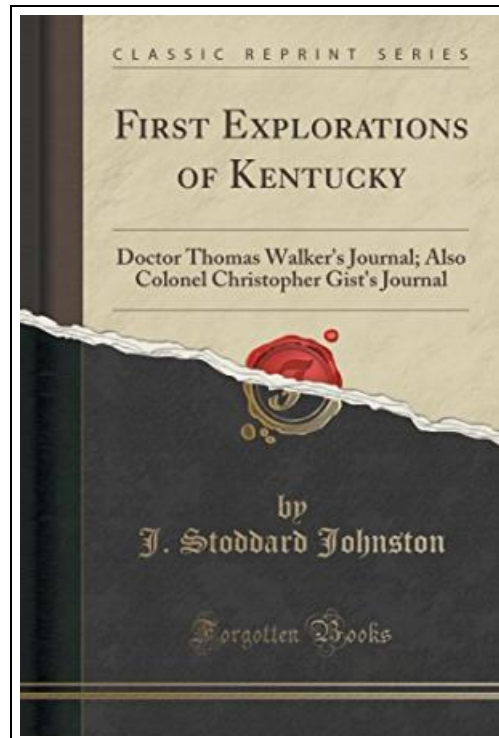 CLASSIC REPRINT SERIES
FIRST EXPLORATIONS
OF KENTUCKY
Doctor Thomas Walker's Journal; Also
Colonel Christopher Gist's Journal
by
J. Stoddard Johnston
Forgotten Books